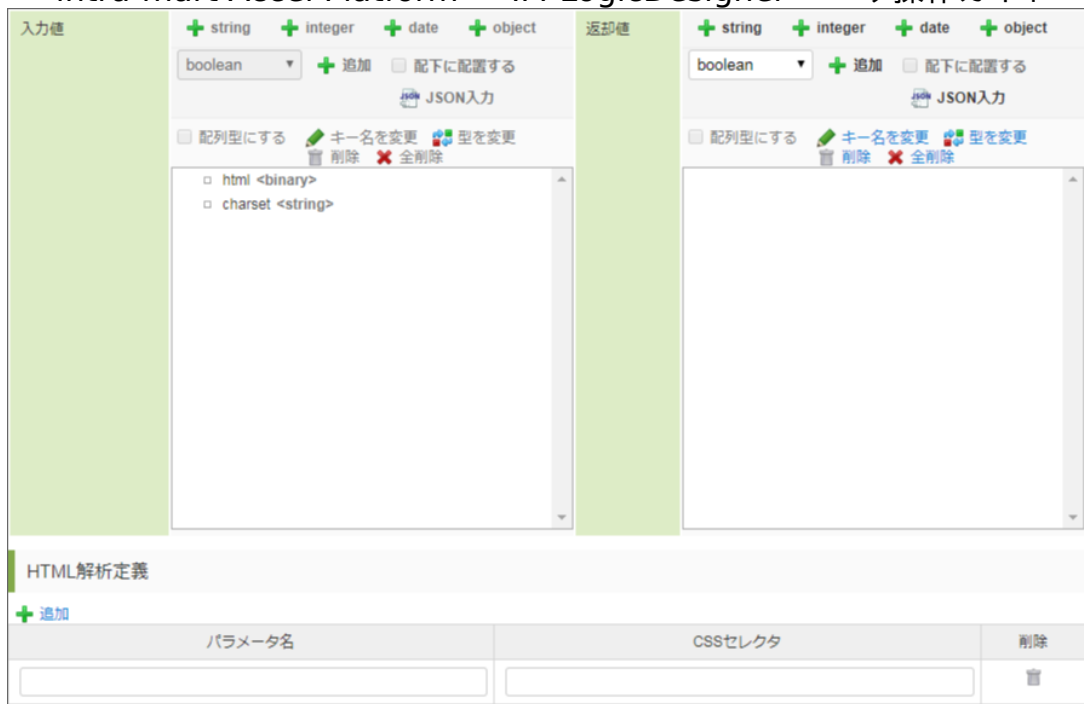 intra-mart Accel Platform — IM-LogicDesigner
入力値 string integer date object 返却値 string integer date object
boolean 追加 配下に配置する boolean 追加 配下に配置する
JSON入力 JSON入力
配列型にする キー名を変更 型を変更 配列型にする キー名を変更 型を変更
削除 全削除 削除 全削除
html <binary>
charset <string>
HTML解析定義
追加
パラメータ名 CSSセレクタ 削除